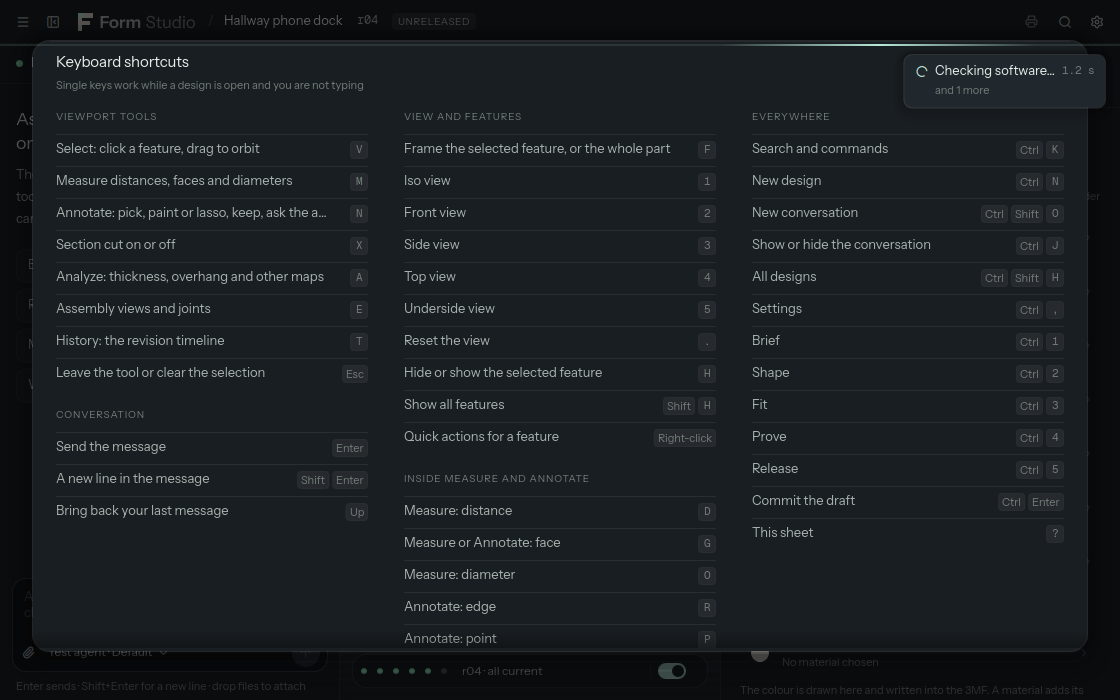 Form Studio / Hallway phone dock r04 UNRELEASED
Keyboard shortcuts
Single keys work while a design is open and you are not typing
Checking software... 1.2 s
and 1 more
VIEWPORT TOOLS
Select: click a feature, drag to orbit V
Measure distances, faces and diameters M
Annotate: pick, paint or lasso, keep, ask the a... N
Section cut on or off X
Analyze: thickness, overhang and other maps A
Assembly views and joints E
History: the revision timeline T
Leave the tool or clear the selection Esc
CONVERSATION
Send the message Enter
A new line in the message Shift Enter
Bring back your last message Up
VIEW AND FEATURES
Frame the selected feature, or the whole part F
Iso view 1
Front view 2
Side view 3
Top view 4
Underside view 5
Reset the view .
Hide or show the selected feature H
Show all features Shift H
Quick actions for a feature Right-click
INSIDE MEASURE AND ANNOTATE
Measure: distance D
Measure or Annotate: face G
Measure: diameter O
Annotate: edge R
Annotate: point P
EVERYWHERE
Search and commands Ctrl K
New design Ctrl N
New conversation Ctrl Shift O
Show or hide the conversation Ctrl J
All designs Ctrl Shift H
Settings Ctrl ,
Brief Ctrl 1
Shape Ctrl 2
Fit Ctrl 3
Prove Ctrl 4
Release Ctrl 5
Commit the draft Ctrl Enter
This sheet ?
Test agent · Default
Enter sends · Shift+Enter for a new line · drop files to attach
r04 · all current
No material chosen
The colour is drawn here and written into the 3MF. A material adds its